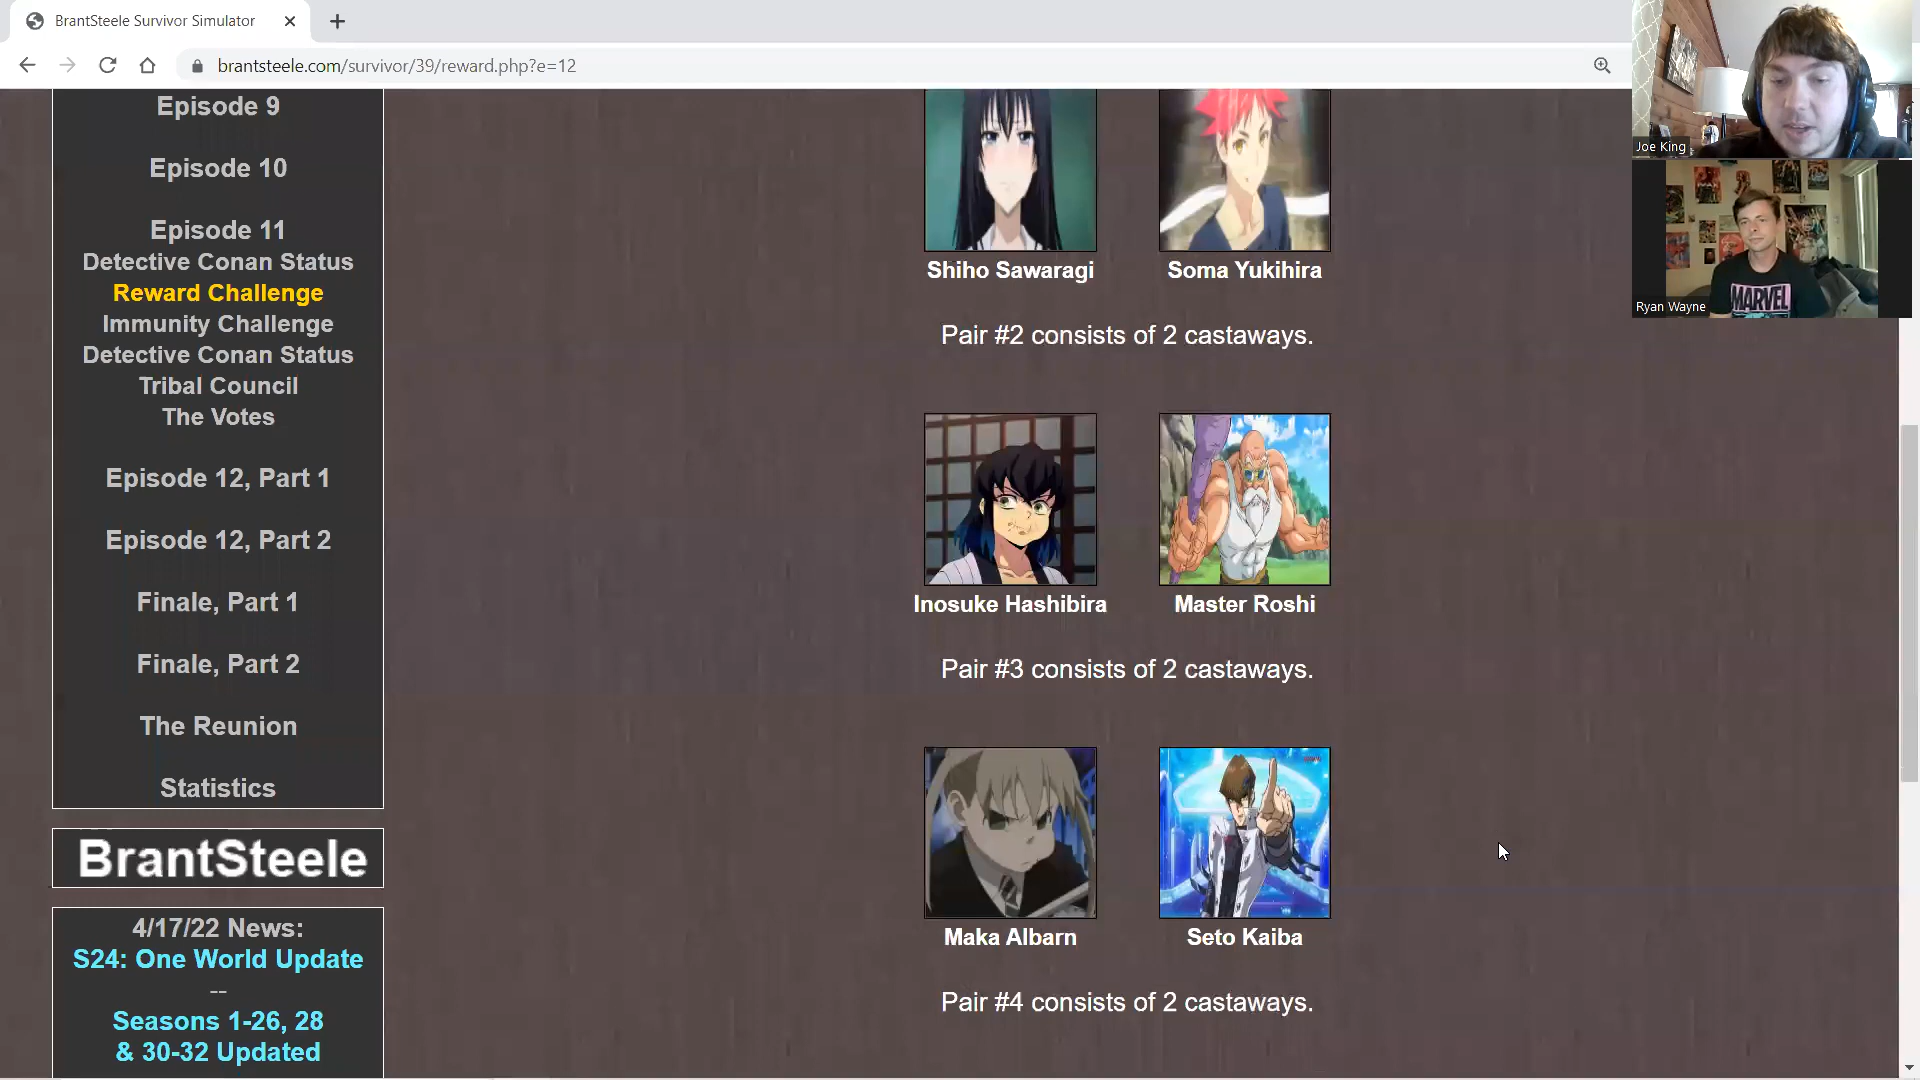 BrantSteele Survivor Simulator
brantsteele.com/survivor/39/reward.php?e=12
Episode 9
Episode 10
Episode 11
Detective Conan Status
Reward Challenge
Immunity Challenge
Detective Conan Status
Tribal Council
The Votes
Episode 12, Part 1
Episode 12, Part 2
Finale, Part 1
Finale, Part 2
The Reunion
Statistics
BrantSteele
4/17/22 News:
S24: One World Update
--
Seasons 1-26, 28
& 30-32 Updated
Shiho Sawaragi
Soma Yukihira
Pair #2 consists of 2 castaways.
Inosuke Hashibira
Master Roshi
Pair #3 consists of 2 castaways.
Maka Albarn
Seto Kaiba
Pair #4 consists of 2 castaways.
Joe King
MARVEL
Ryan Wayne